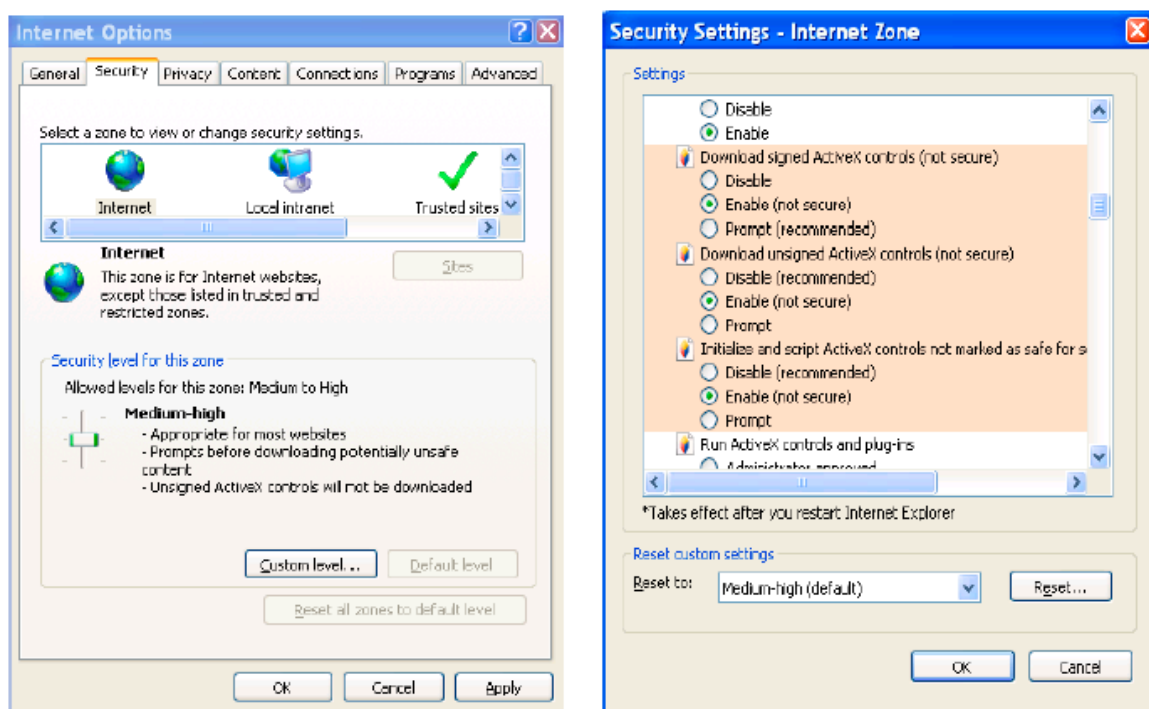 Internet Options
General Security Privacy Content Connections Programs Advanced
Select a zone to view or change security settings.
Internet Local intranet Trusted sites
Internet
This zone is for Internet websites,
except those listed in trusted and
restricted zones.
Sites
Security level for this zone
Allowed levels for this zone: Medium to High
Medium-high
- Appropriate for most websites
- Prompts before downloading potentially unsafe
content
- Unsigned ActiveX controls will not be downloaded
Custom level... Default level
Reset all zones to default level
OK Cancel Apply
Security Settings - Internet Zone
Settings
Disable
Enable
Download signed ActiveX controls (not secure)
Disable
Enable (not secure)
Prompt (recommended)
Download unsigned ActiveX controls (not secure)
Disable (recommended)
Enable (not secure)
Prompt
Initialize and script ActiveX controls not marked as safe for s
Disable (recommended)
Enable (not secure)
Prompt
Run ActiveX controls and plug-ins
Administrator approved
*Takes effect after you restart Internet Explorer
Reset custom settings
Reset to: Medium-high (default) Reset...
OK Cancel